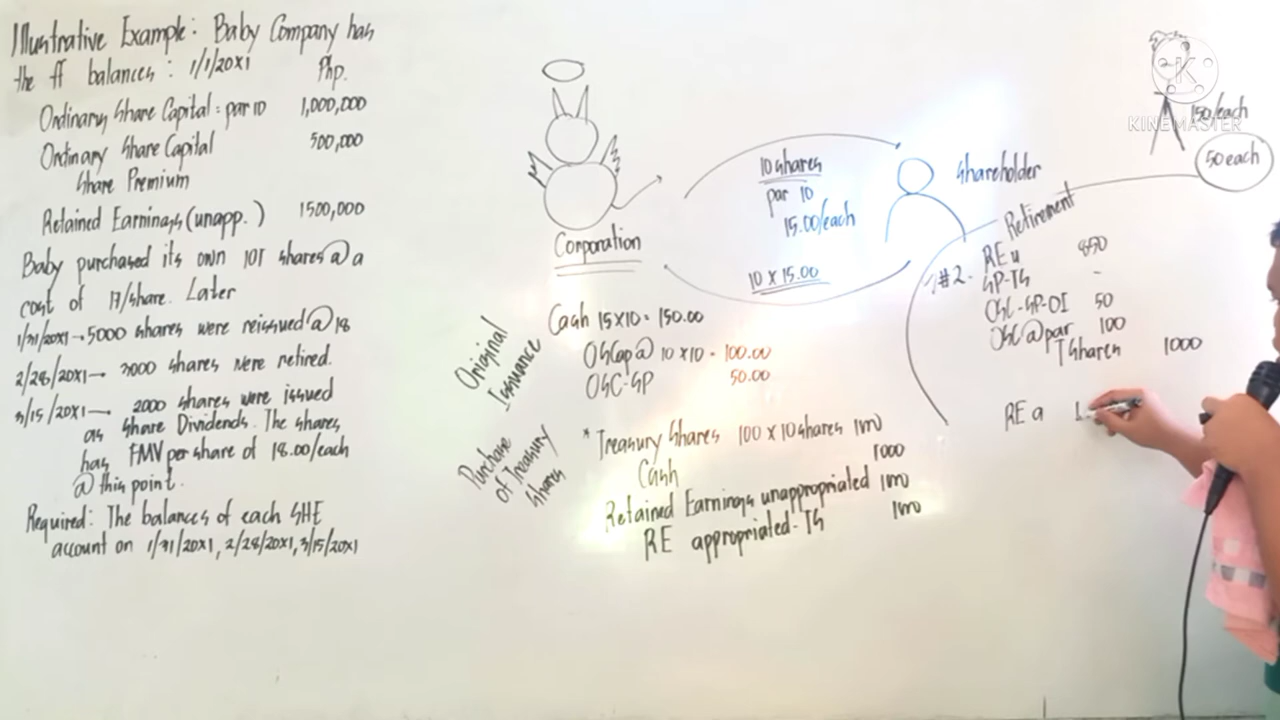 Illustrative Example: Baby Company has
the ff balances: 1/1/20x1 Php.
Ordinary Share Capital: par 10 1,000,000
Ordinary Share Capital 500,000
Share Premium
Retained Earnings (unapp.) 1500,000
Baby purchased its own 10T shares @ a
cost of 17/share. Later
1/31/20x1 → 5000 shares were reissued @ 18
2/28/20x1 — 3000 shares were retired.
3/15/20x1 — 2000 shares were issued
as share Dividends. The shares
has FMV per share of 18.00/each
@ this point.
Required: The balances of each SHE
account on 1/31/20x1, 2/28/20x1, 3/15/20x1
Corporation
10 shares
par 10
15.00/each
10 x 15.00
Shareholder
Original
Issuance
Cash 15x10 = 150.00
OSCap @ 10 x 10 - 100.00
OSC-SP 50.00
Purchase
of Treasury
Shares
* Treasury Shares 100 x 10 shares 1000
Cash 1000
Retained Earnings unappropriated 1000
RE appropriated-TS 1000
K
KINEMASTER
150/each
50 each
Retirement
#2. RE u 850
SP-TS -
OSC-SP-OI 50
OSC @ par 100
T Shares 1000
RE a